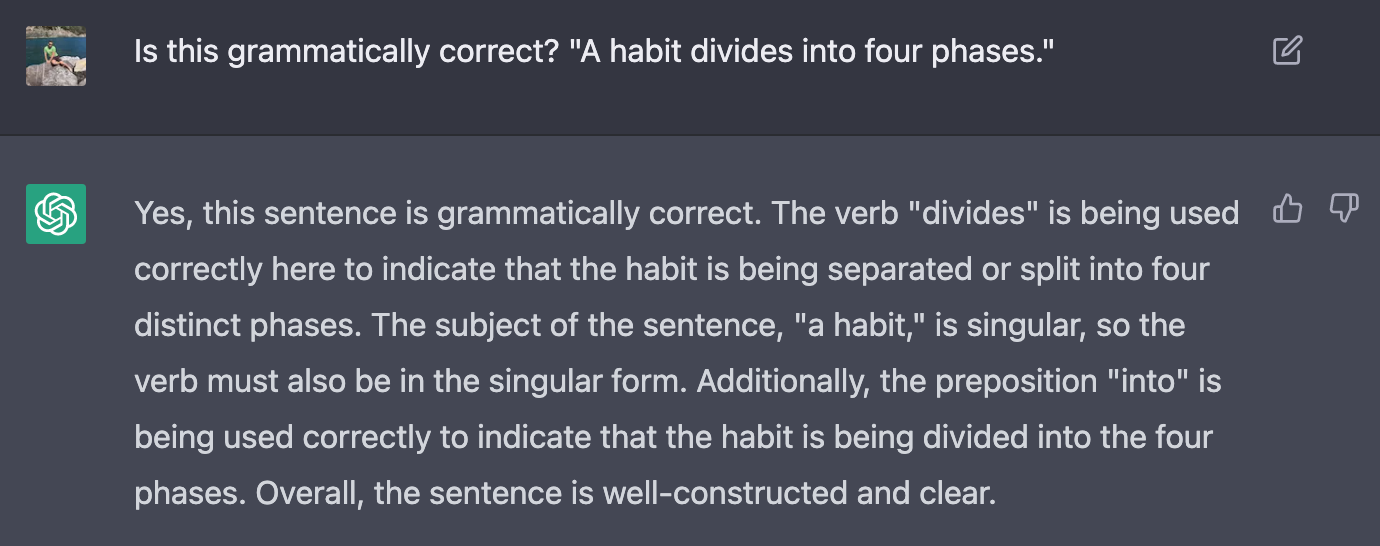 Is this grammatically correct? "A habit divides into four phases."
Yes, this sentence is grammatically correct. The verb "divides" is being used
correctly here to indicate that the habit is being separated or split into four
distinct phases. The subject of the sentence, "a habit," is singular, so the
verb must also be in the singular form. Additionally, the preposition "into" is
being used correctly to indicate that the habit is being divided into the four
phases. Overall, the sentence is well-constructed and clear.